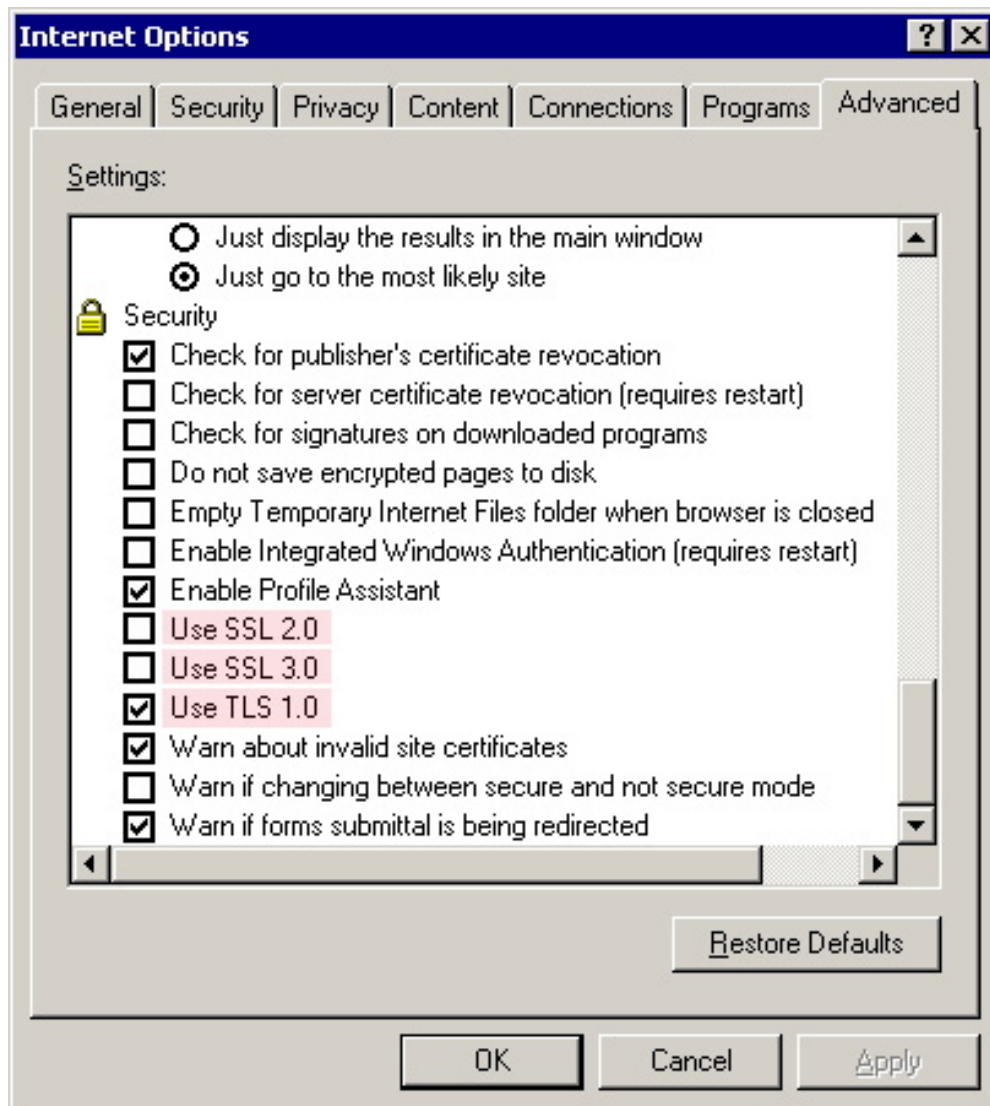 Internet Options
General Security Privacy Content Connections Programs Advanced
Settings:
Just display the results in the main window
Just go to the most likely site
Security
Check for publisher's certificate revocation
Check for server certificate revocation (requires restart)
Check for signatures on downloaded programs
Do not save encrypted pages to disk
Empty Temporary Internet Files folder when browser is closed
Enable Integrated Windows Authentication (requires restart)
Enable Profile Assistant
Use SSL 2.0
Use SSL 3.0
Use TLS 1.0
Warn about invalid site certificates
Warn if changing between secure and not secure mode
Warn if forms submittal is being redirected
Restore Defaults
OK Cancel Apply